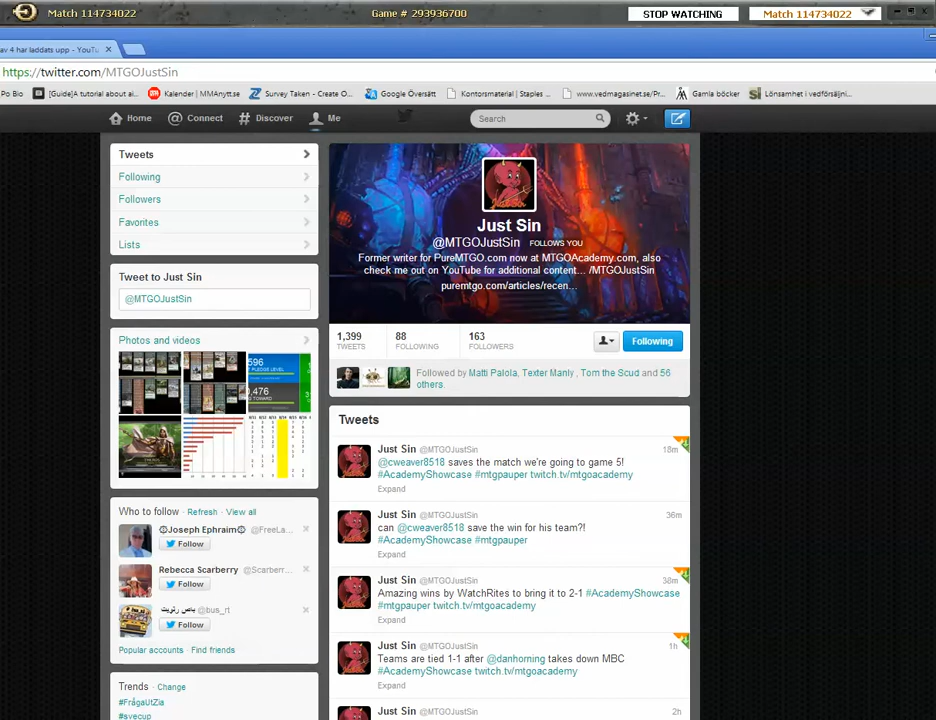 Match 114734022
Game # 293936700
STOP WATCHING
Match 114734022
av 4 har laddats upp - YouTu
https://twitter.com/MTGOJustSin
Po Bio
[Guide]A tutorial about ai...
Kalender | MMAnytt.se
Survey Taken - Create O...
Google Översätt
Kontorsmaterial | Staples ...
www.vedmagasinet.se/Pr...
Gamla böcker
Lönsamhet i vedförsäljni...
Home
Connect
Discover
Me
Search
Tweets
Following
Followers
Favorites
Lists
Tweet to Just Sin
@MTGOJustSin
Photos and videos
Who to follow · Refresh · View all
Joseph Ephraim @FreeLa...
Follow
Rebecca Scarberry @Scarberr...
Follow
@bus_rt
Follow
Popular accounts · Find friends
Trends · Change
#FrågaUtZia
#svecup
Just Sin
@MTGOJustSin FOLLOWS YOU
Former writer for PureMTGO.com now at MTGOAcademy.com, also
check me out on YouTube for additional content... /MTGOJustSin
puremtgo.com/articles/recen...
1,399
TWEETS
88
FOLLOWING
163
FOLLOWERS
Following
Followed by Matti Palola, Texter Manly , Tom the Scud and 56
others.
Tweets
Just Sin @MTGOJustSin 18m
@cweaver8518 saves the match we're going to game 5!
#AcademyShowcase #mtgpauper twitch.tv/mtgoacademy
Expand
Just Sin @MTGOJustSin 36m
can @cweaver8518 save the win for his team?!
#AcademyShowcase #mtgpauper
Expand
Just Sin @MTGOJustSin 38m
Amazing wins by WatchRites to bring it to 2-1 #AcademyShowcase
#mtgpauper twitch.tv/mtgoacademy
Expand
Just Sin @MTGOJustSin 1h
Teams are tied 1-1 after @danhorning takes down MBC
#AcademyShowcase twitch.tv/mtgoacademy
Expand
Just Sin @MTGOJustSin 2h